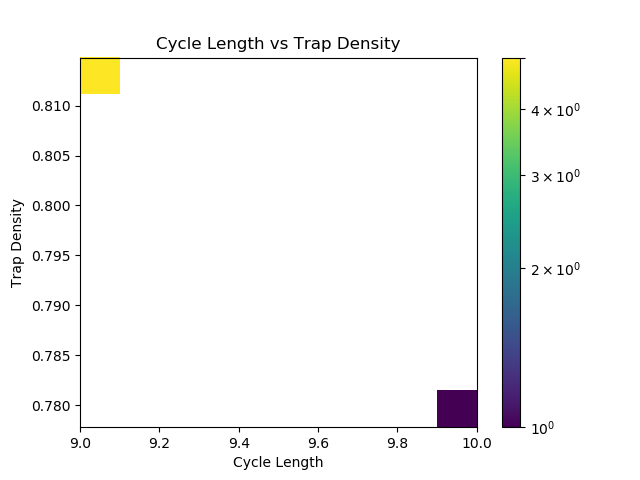 Cycle Length vs Trap Density
Trap Density
0.810
0.805
0.800
0.795
0.790
0.785
0.780
9.0 9.2 9.4 9.6 9.8 10.0
Cycle Length
4 × 10⁰
3 × 10⁰
2 × 10⁰
10⁰